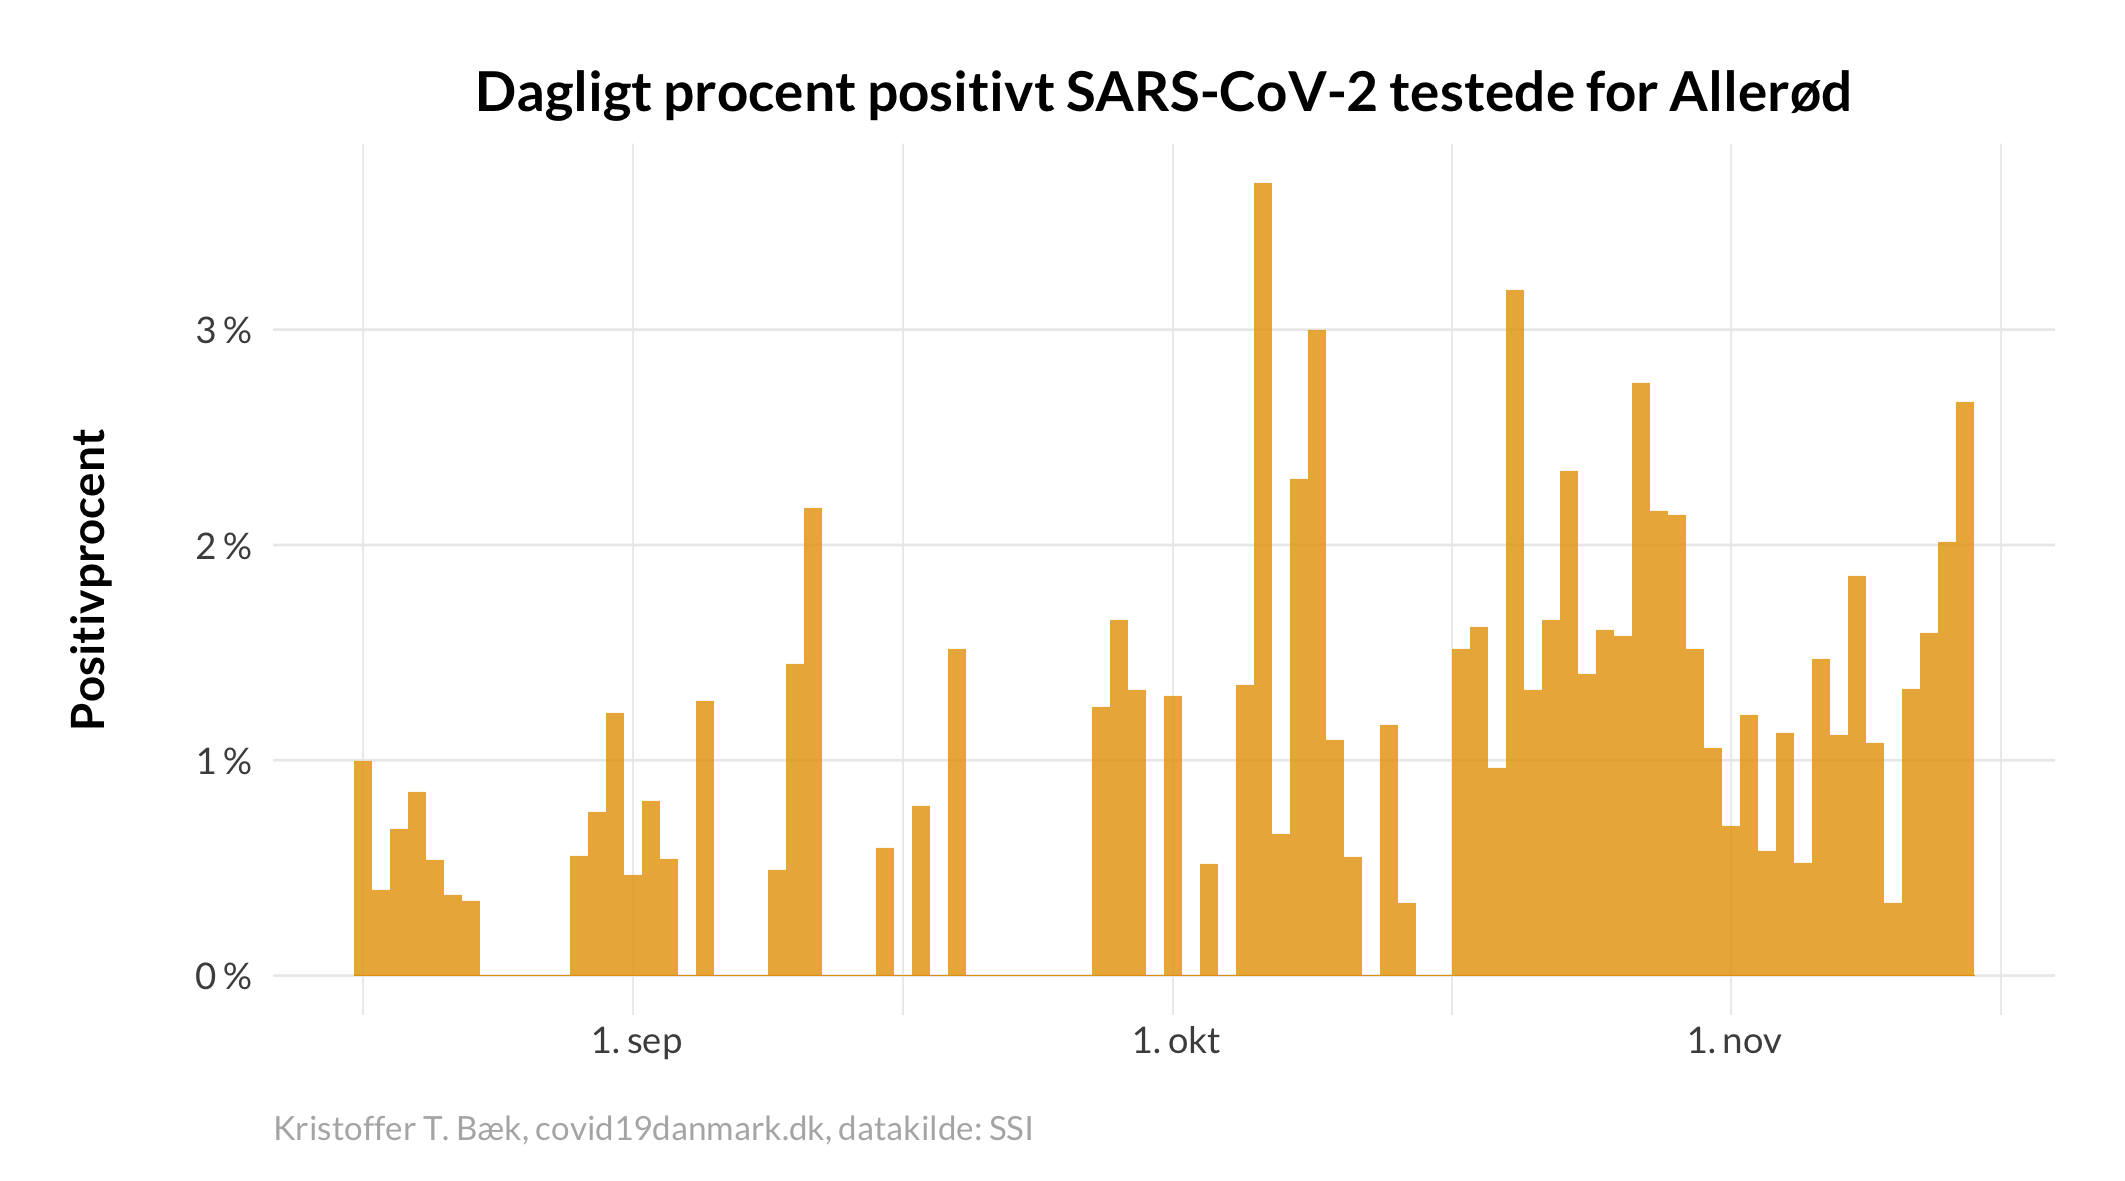 Dagligt procent positivt SARS-CoV-2 testede for Allerød
Positivprocent
3 %
2 %
1 %
0 %
1. sep
1. okt
1. nov
Kristoffer T. Bæk, covid19danmark.dk, datakilde: SSI